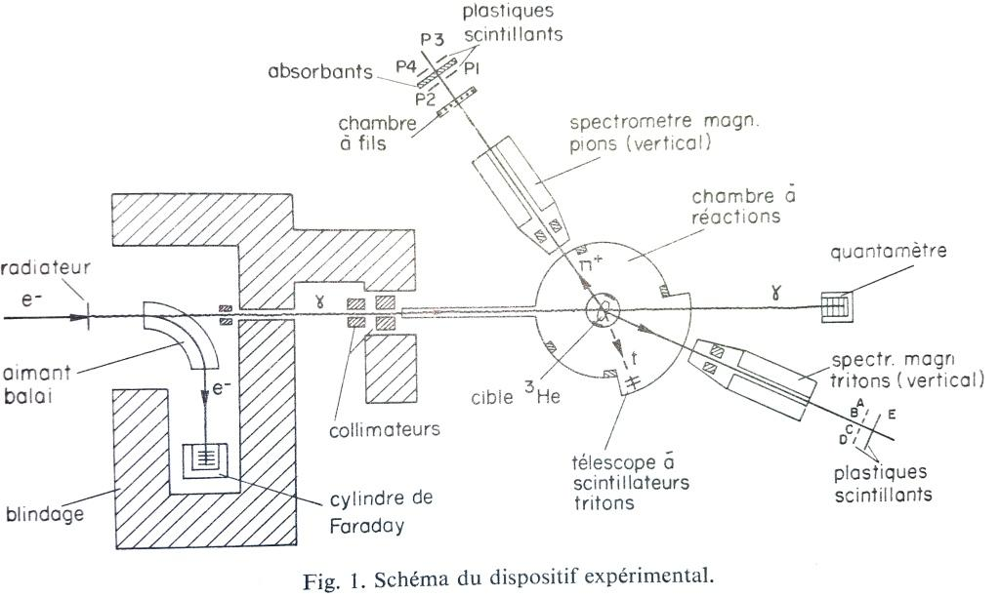 plastiques
scintillants
P3
P4
P1
P2
absorbants
chambre
à fils
spectrometre magn.
pions (vertical)
chambre à
réactions
quantamètre
radiateur
e-
γ
π+
γ
aimant
balai
e-
t
cible ³He
spectr. magn
tritons (vertical)
A
B
C
D
E
collimateurs
télescope à
scintillateurs
tritons
plastiques
scintillants
blindage
cylindre de
Faraday
Fig. 1. Schéma du dispositif expérimental.